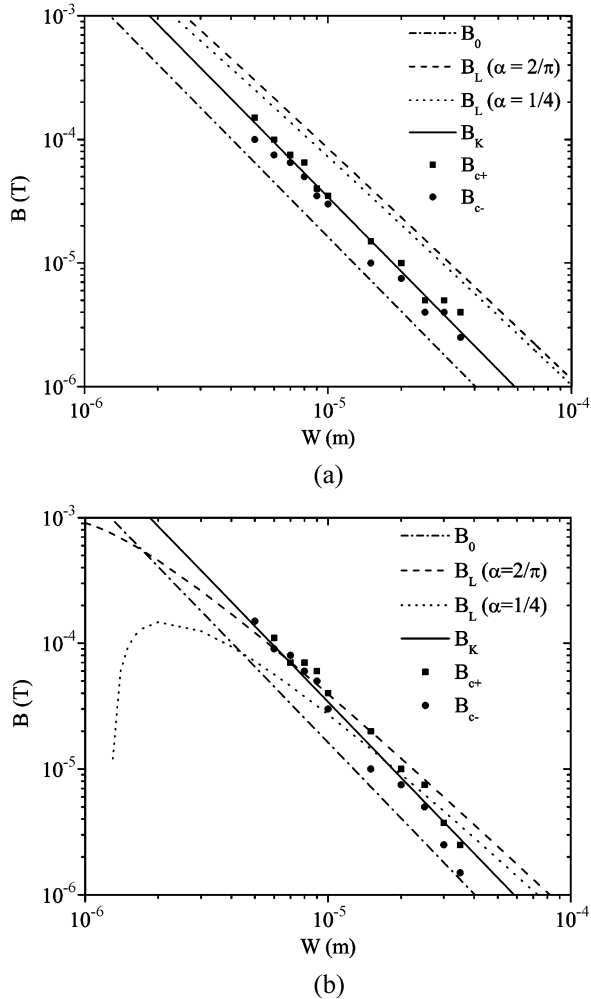 10⁻³
10⁻⁴
10⁻⁵
10⁻⁶
B (T)
B₀
B_L (α = 2/π)
B_L (α = 1/4)
B_K
B_c+
B_c-
10⁻⁶ 10⁻⁵ 10⁻⁴
W (m)
(a)
10⁻³
10⁻⁴
10⁻⁵
10⁻⁶
B (T)
B₀
B_L (α=2/π)
B_L (α=1/4)
B_K
B_c+
B_c-
10⁻⁶ 10⁻⁵ 10⁻⁴
W (m)
(b)